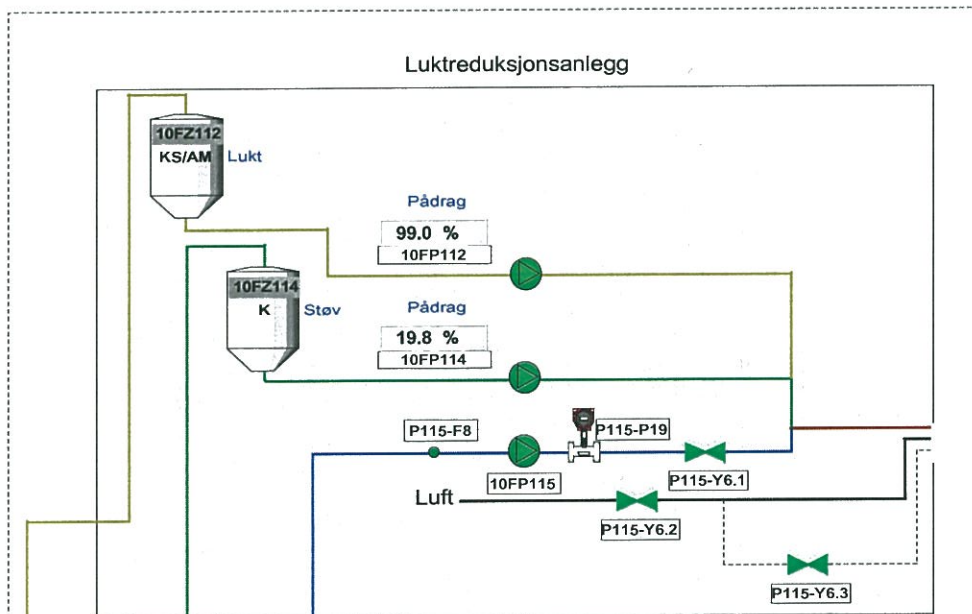 Luktreduksjonsanlegg
10FZ112
KS/AM
Lukt
Pådrag
99.0 %
10FP112
10FZ114
K
Støv
Pådrag
19.8 %
10FP114
P115-F8
P115-P19
10FP115
P115-Y6.1
Luft
P115-Y6.2
P115-Y6.3